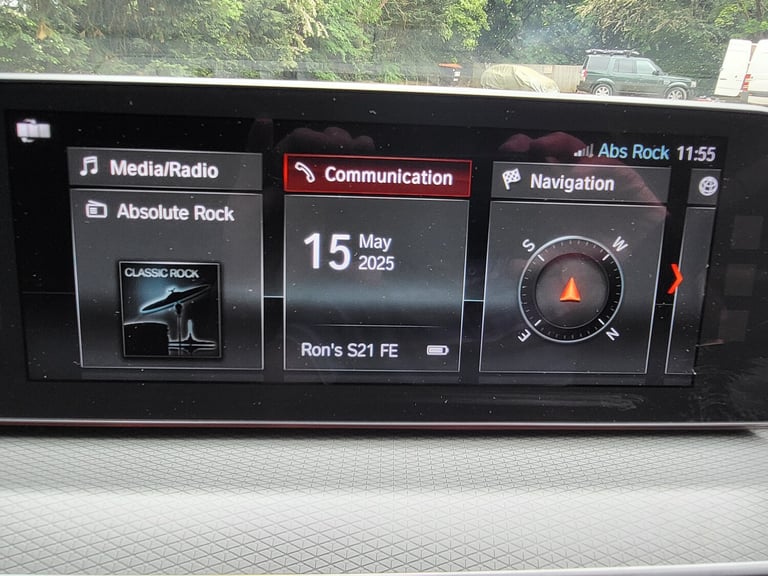 Abs Rock 11:55
Media/Radio
Absolute Rock
CLASSIC ROCK
Communication
15 May
2025
Ron's S21 FE
Navigation
S W
E N